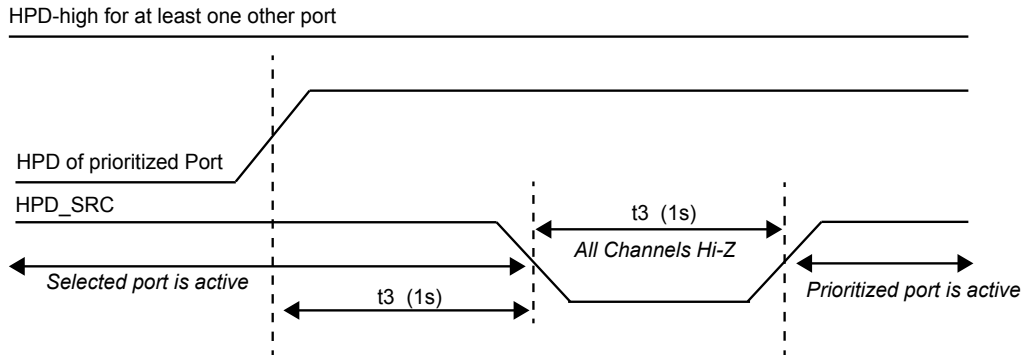 HPD-high for at least one other port
HPD of prioritized Port
HPD_SRC
t3 (1s)
All Channels Hi-Z
Selected port is active
t3 (1s)
Prioritized port is active